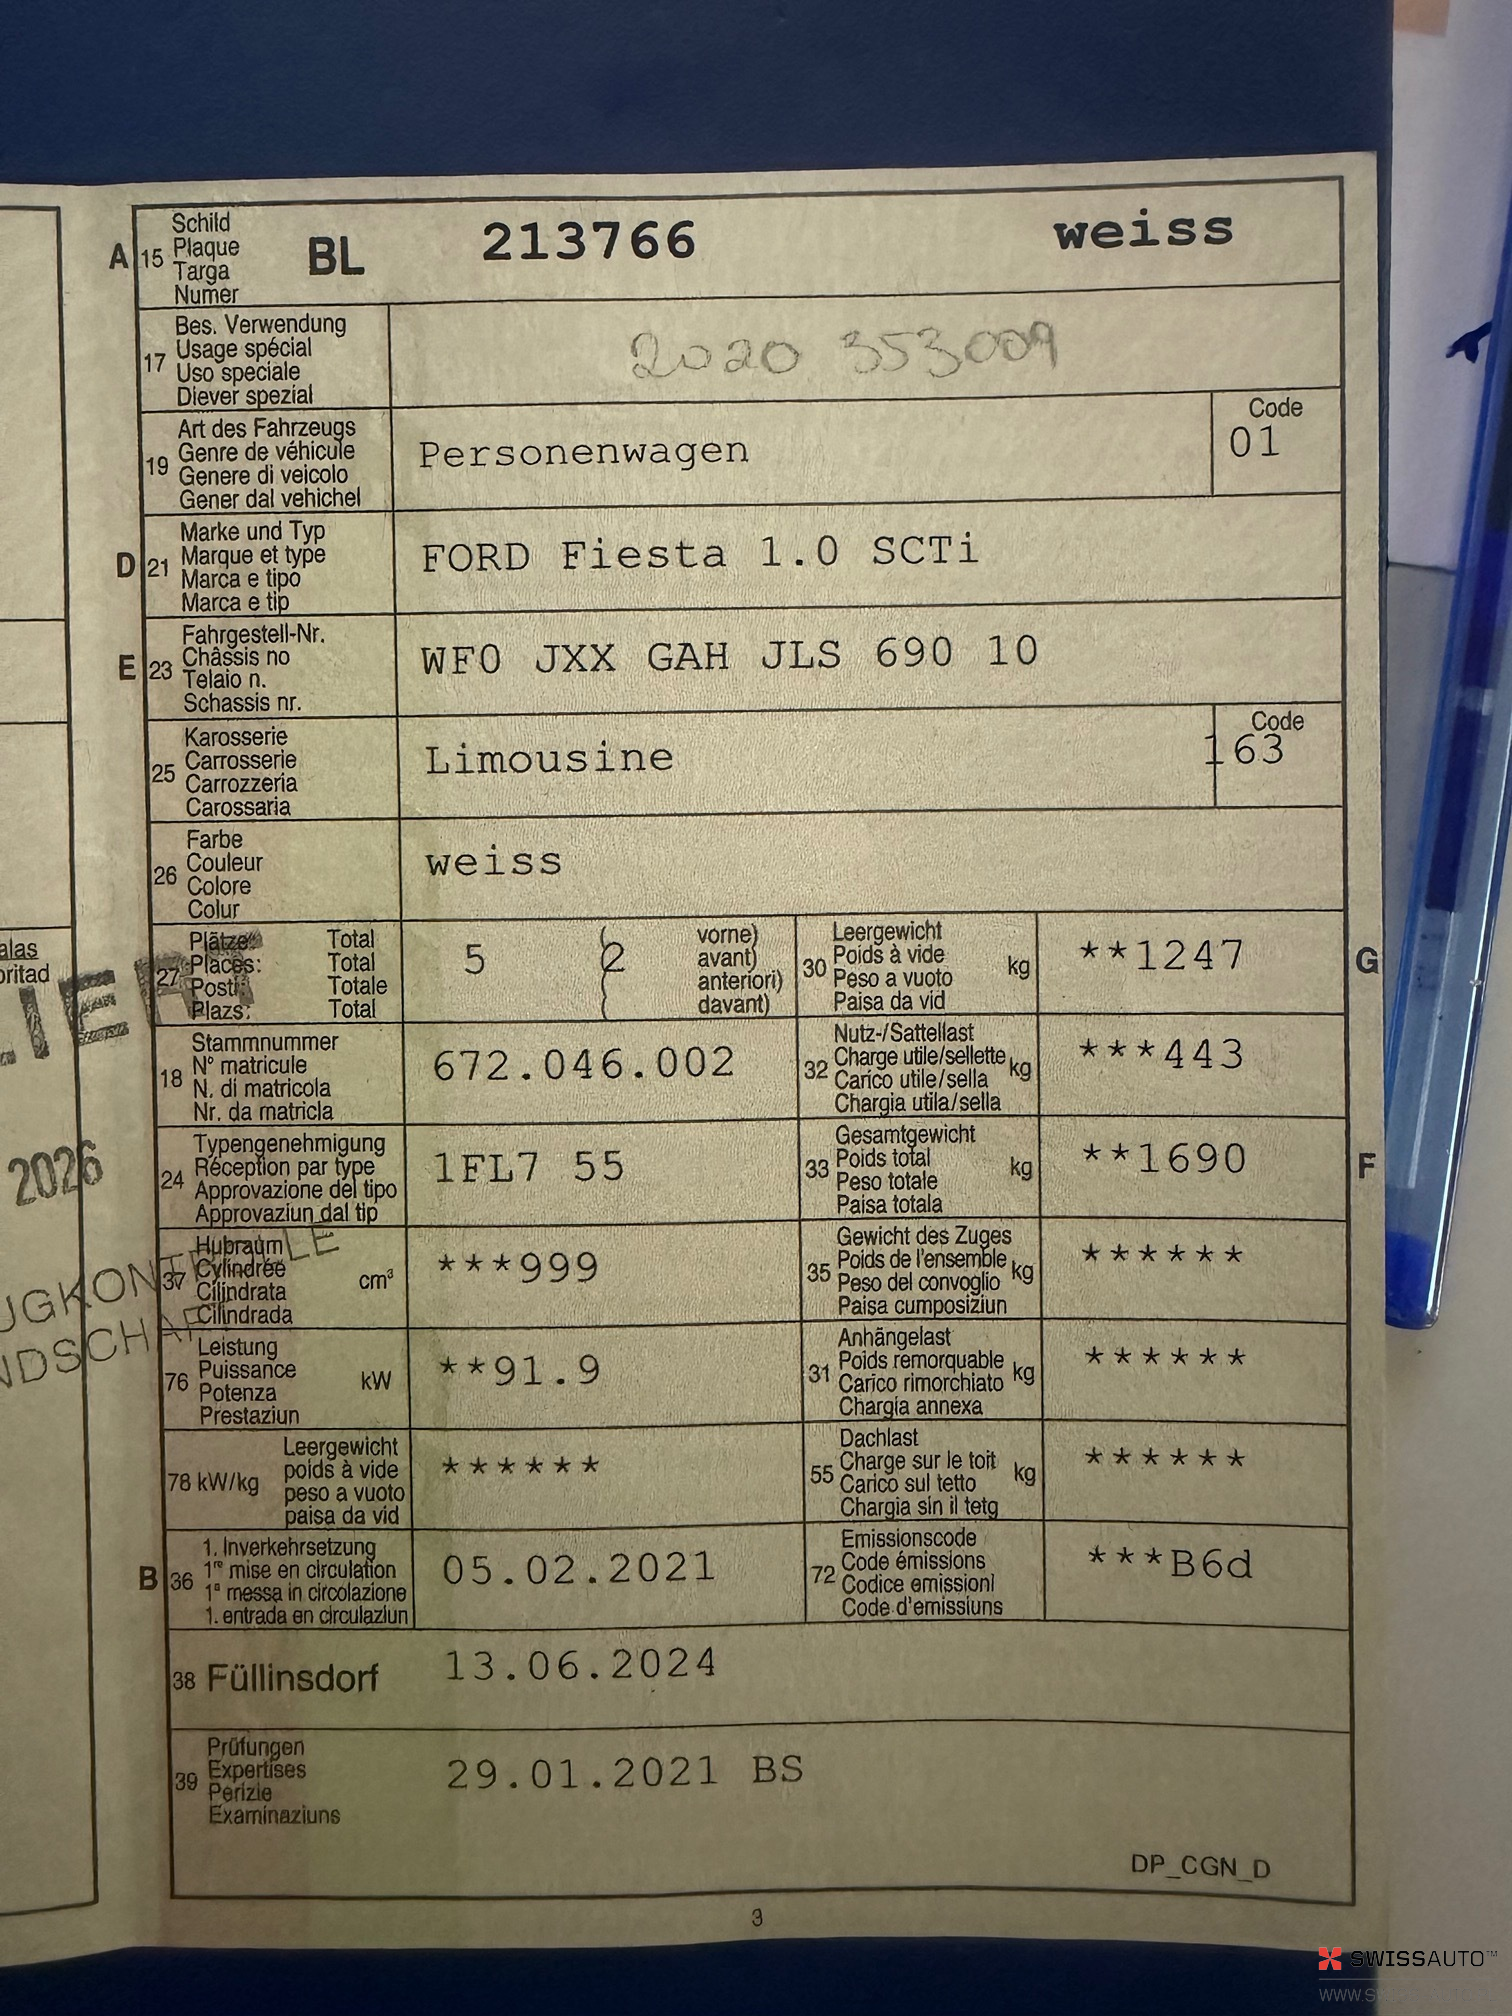 A 15 Schild Plaque Targa Numer BL 213766 weiss
17 Bes. Verwendung
Usage spécial
Uso speciale
Diever spezial
2020 353009
19 Art des Fahrzeugs
Genre de véhicule
Genere di veicolo
Gener dal vehichel
Personenwagen
Code
01
D 21 Marke und Typ
Marque et type
Marca e tipo
Marca e tip
FORD Fiesta 1.0 SCTi
E 23 Fahrgestell-Nr.
Châssis no
Telaio n.
Schassis nr.
WF0 JXX GAH JLS 690 10
25 Karosserie
Carrosserie
Carrozzeria
Carossaria
Limousine
Code
163
26 Farbe
Couleur
Colore
Colur
weiss
27 Plätze: Total
Places: Total
Posti: Totale
Plazs: Total
5 (2 vorne)
avant)
anteriori)
davant)
30 Leergewicht
Poids à vide
Peso a vuoto
Paisa da vid
kg
**1247
G
18 Stammnummer
N° matricule
N. di matricola
Nr. da matricla
672.046.002
32 Nutz-/Sattellast
Charge utile/sellette
Carico utile/sella
Chargia utila/sella
kg
***443
24 Typengenehmigung
Réception par type
Approvazione del tipo
Approvaziun dal tip
1FL7 55
33 Gesamtgewicht
Poids total
Peso totale
Paisa totala
kg
**1690
F
37 Hubraum
Cylindrée
Cilindrata
Cilindrada
cm³
***999
35 Gewicht des Zuges
Poids de l'ensemble
Peso del convoglio
Paisa cumposiziun
kg
******
76 Leistung
Puissance
Potenza
Prestaziun
kW
**91.9
31 Anhängelast
Poids remorquable
Carico rimorchiato
Chargia annexa
kg
******
78 kW/kg
Leergewicht
poids à vide
peso a vuoto
paisa da vid
******
55 Dachlast
Charge sur le toit
Carico sul tetto
Chargia sin il tetg
kg
******
B 36 1. Inverkehrsetzung
1re mise en circulation
1a messa in circolazione
1. entrada en circulaziun
05.02.2021
72 Emissionscode
Code émissions
Codice emissioni
Code d'emissiuns
***B6d
38 Füllinsdorf 13.06.2024
39 Prüfungen
Expertises
Perizie
Examinaziuns
29.01.2021 BS
DP_CGN_D
3
2026
SWISSAUTO™